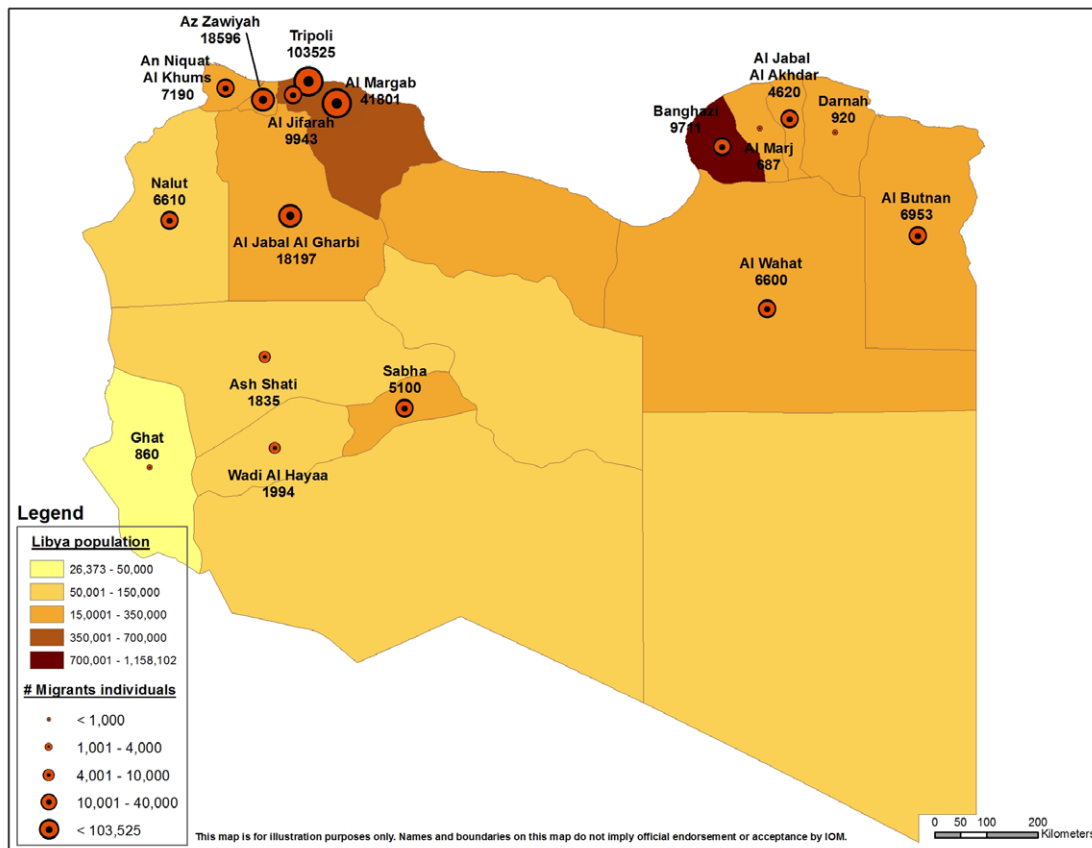 Az Zawiyah
18596
Tripoli
103525
An Niquat
Al Khums
7190
Al Margab
41801
Al Jifarah
9943
Al Jabal
Al Akhdar
4620
Darnah
920
Banghazi
9711
Al Marj
687
Nalut
6610
Al Jabal Al Gharbi
18197
Al Butnan
6953
Al Wahat
6600
Ash Shati
1835
Sabha
5100
Ghat
860
Wadi Al Hayaa
1994
Legend
Libya population
26,373 - 50,000
50,001 - 150,000
15,0001 - 350,000
350,001 - 700,000
700,001 - 1,158,102
# Migrants individuals
< 1,000
1,001 - 4,000
4,001 - 10,000
10,001 - 40,000
< 103,525
This map is for illustration purposes only. Names and boundaries on this map do not imply official endorsement or acceptance by IOM.
0 50 100 200
Kilometers